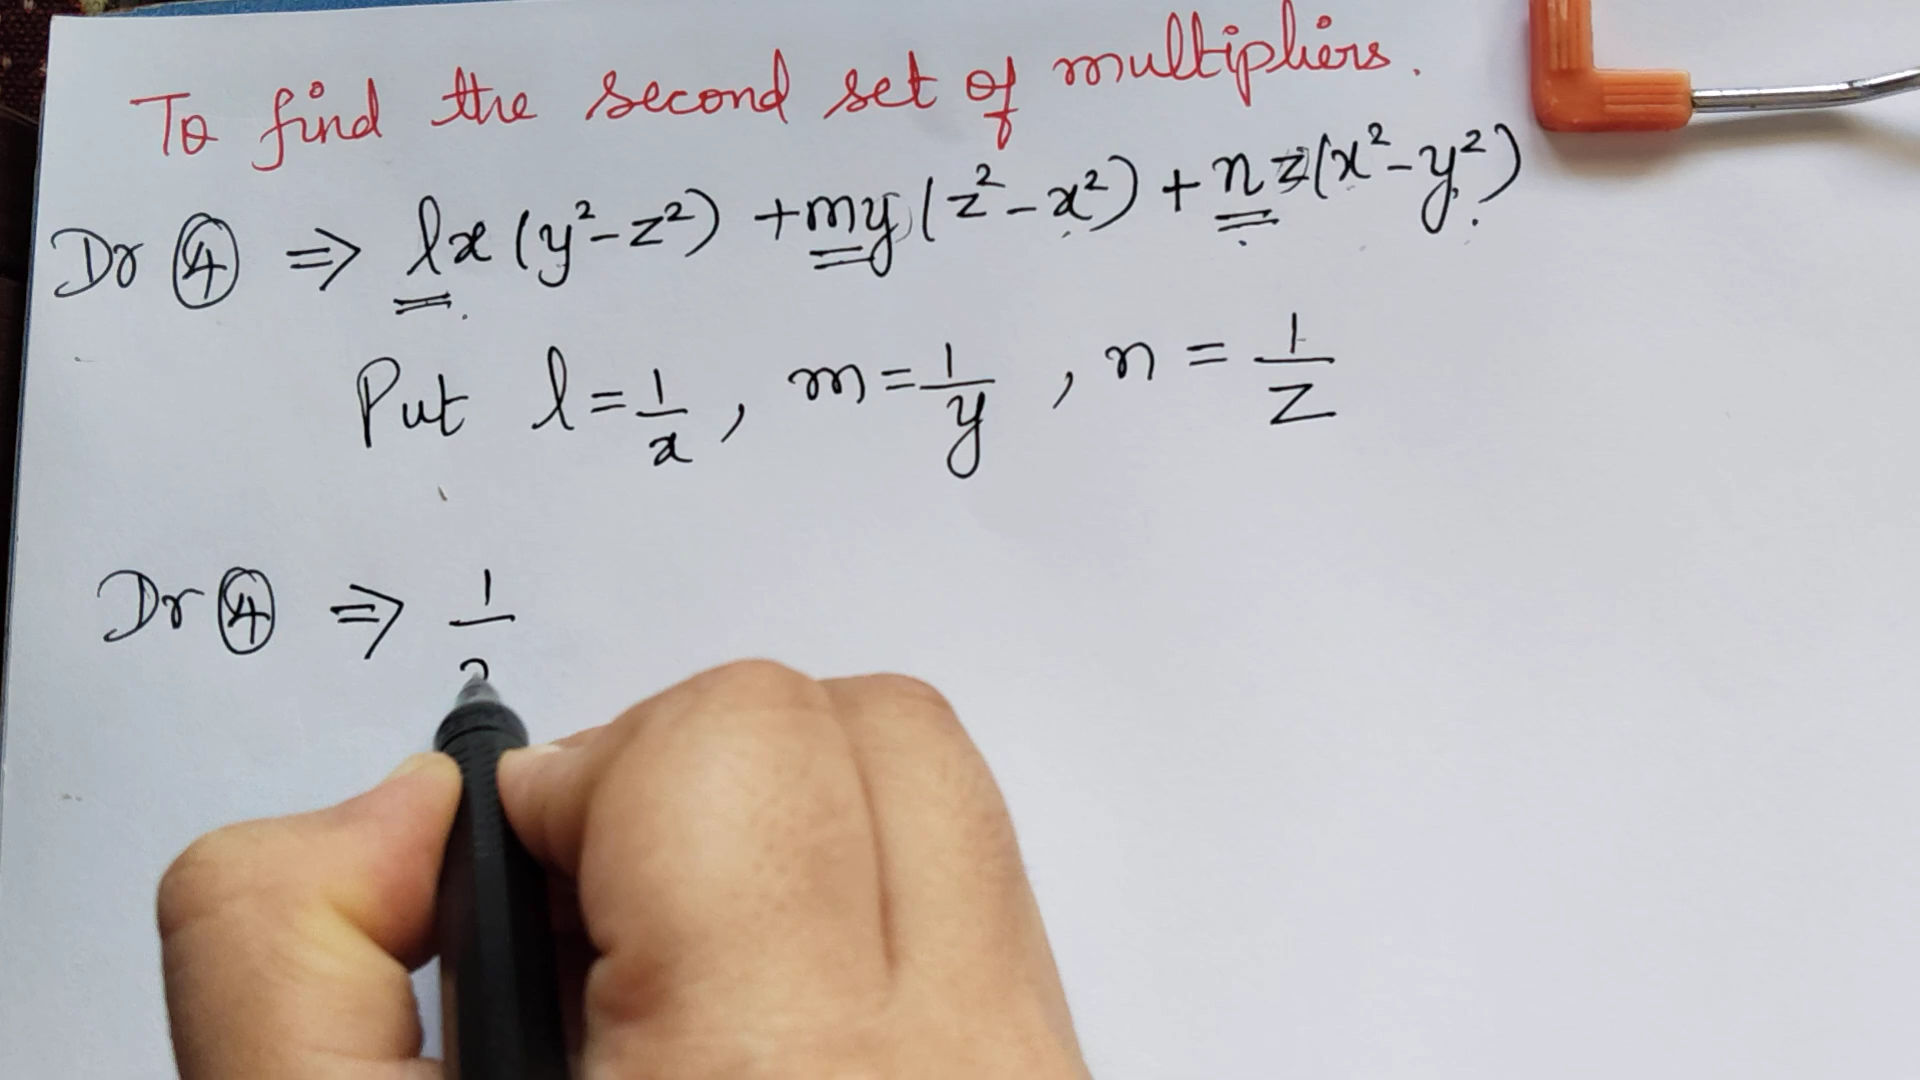 To find the second set of multipliers.
Dr ④ ⇒ lx(y²-z²) + my(z²-x²) + nz(x²-y²)
Put l = 1/x , m = 1/y , n = 1/z
Dr ④ ⇒ 1/